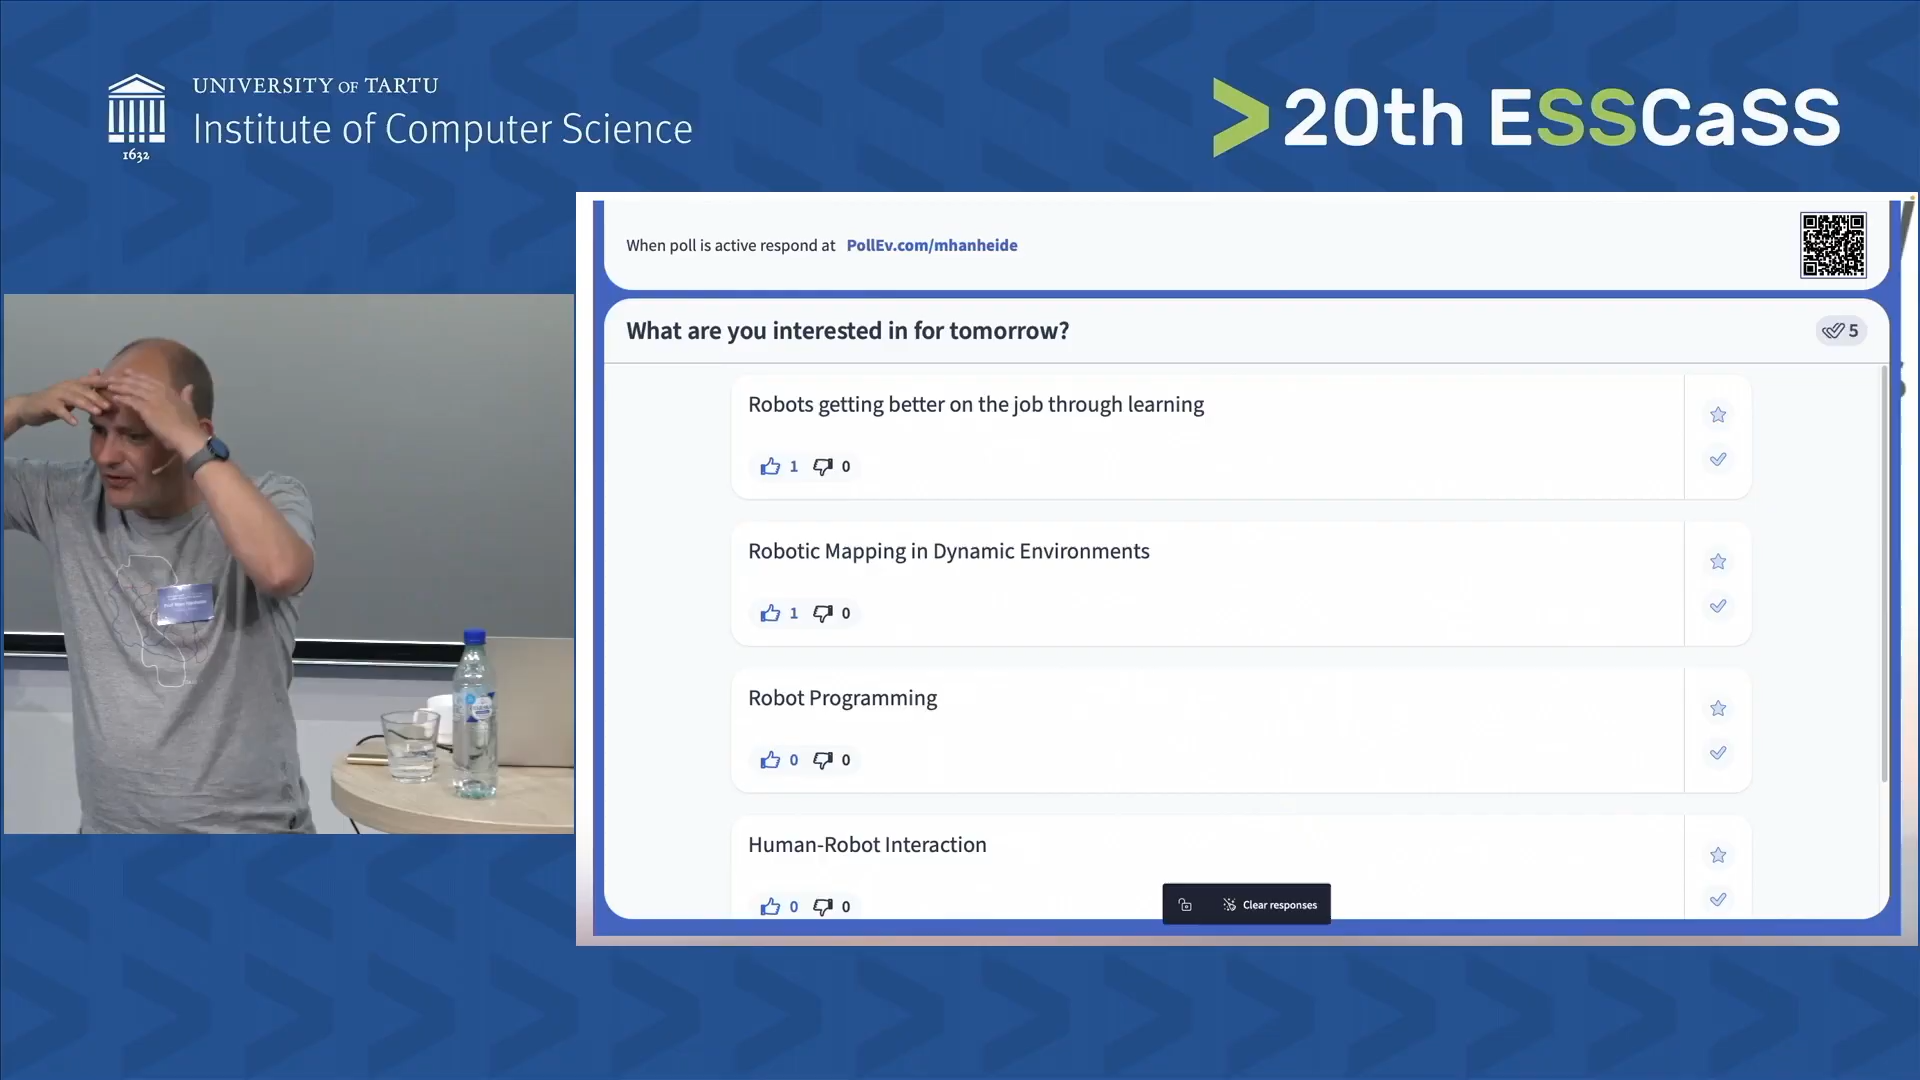 UNIVERSITY OF TARTU
Institute of Computer Science
1632
>20th ESSCaSS
When poll is active respond at PollEv.com/mhanheide
What are you interested in for tomorrow?
5
Robots getting better on the job through learning
1 0
Robotic Mapping in Dynamic Environments
1 0
Robot Programming
0 0
Human-Robot Interaction
0 0
Clear responses